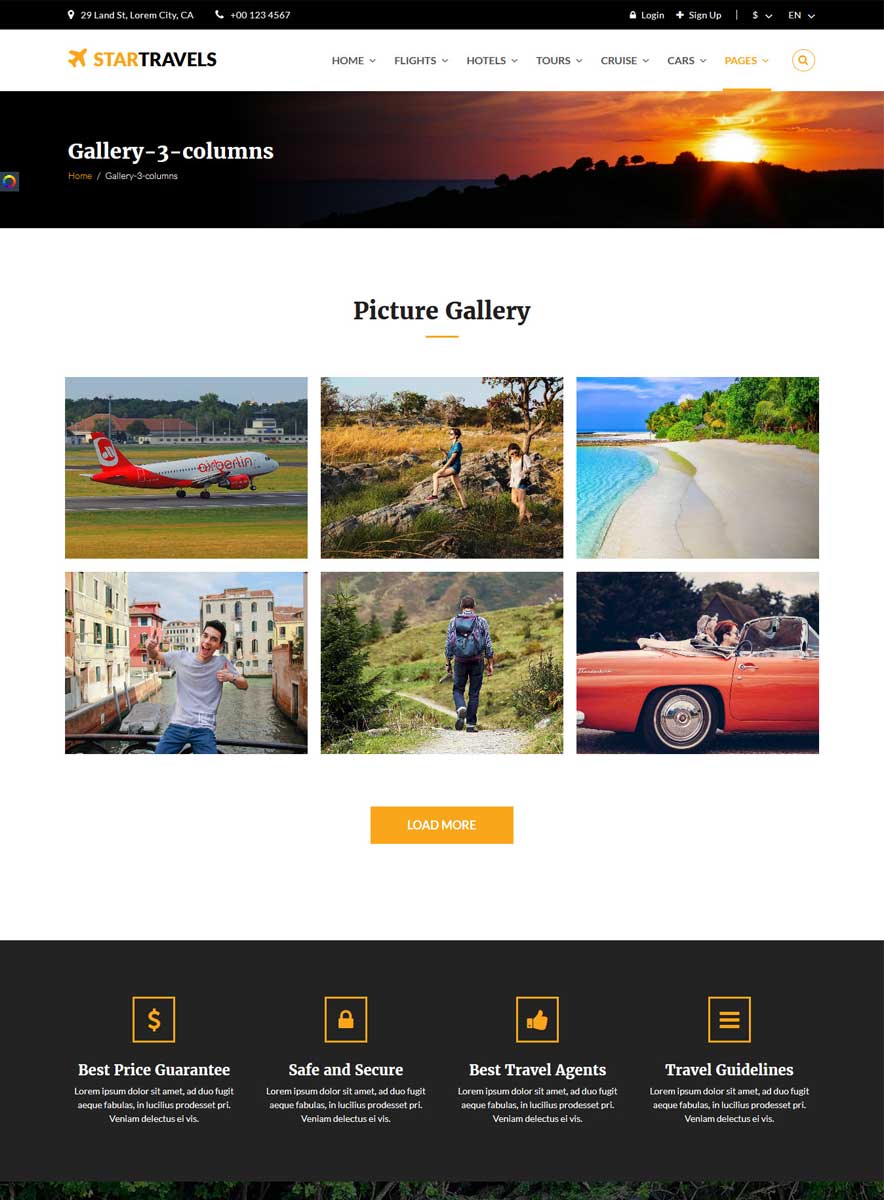 29 Land St, Lorem City, CA +00 123 4567 Login Sign Up $ EN
STARTRAVELS HOME FLIGHTS HOTELS TOURS CRUISE CARS PAGES
Gallery-3-columns
Home / Gallery-3-columns
Picture Gallery
airberlin
Thunderbird
LOAD MORE
$
Best Price Guarantee Safe and Secure Best Travel Agents Travel Guidelines
Lorem ipsum dolor sit amet, ad duo fugit Lorem ipsum dolor sit amet, ad duo fugit Lorem ipsum dolor sit amet, ad duo fugit Lorem ipsum dolor sit amet, ad duo fugit
aeque fabulas, in lucilius prodesset pri. aeque fabulas, in lucilius prodesset pri. aeque fabulas, in lucilius prodesset pri. aeque fabulas, in lucilius prodesset pri.
Veniam delectus ei vis. Veniam delectus ei vis. Veniam delectus ei vis. Veniam delectus ei vis.